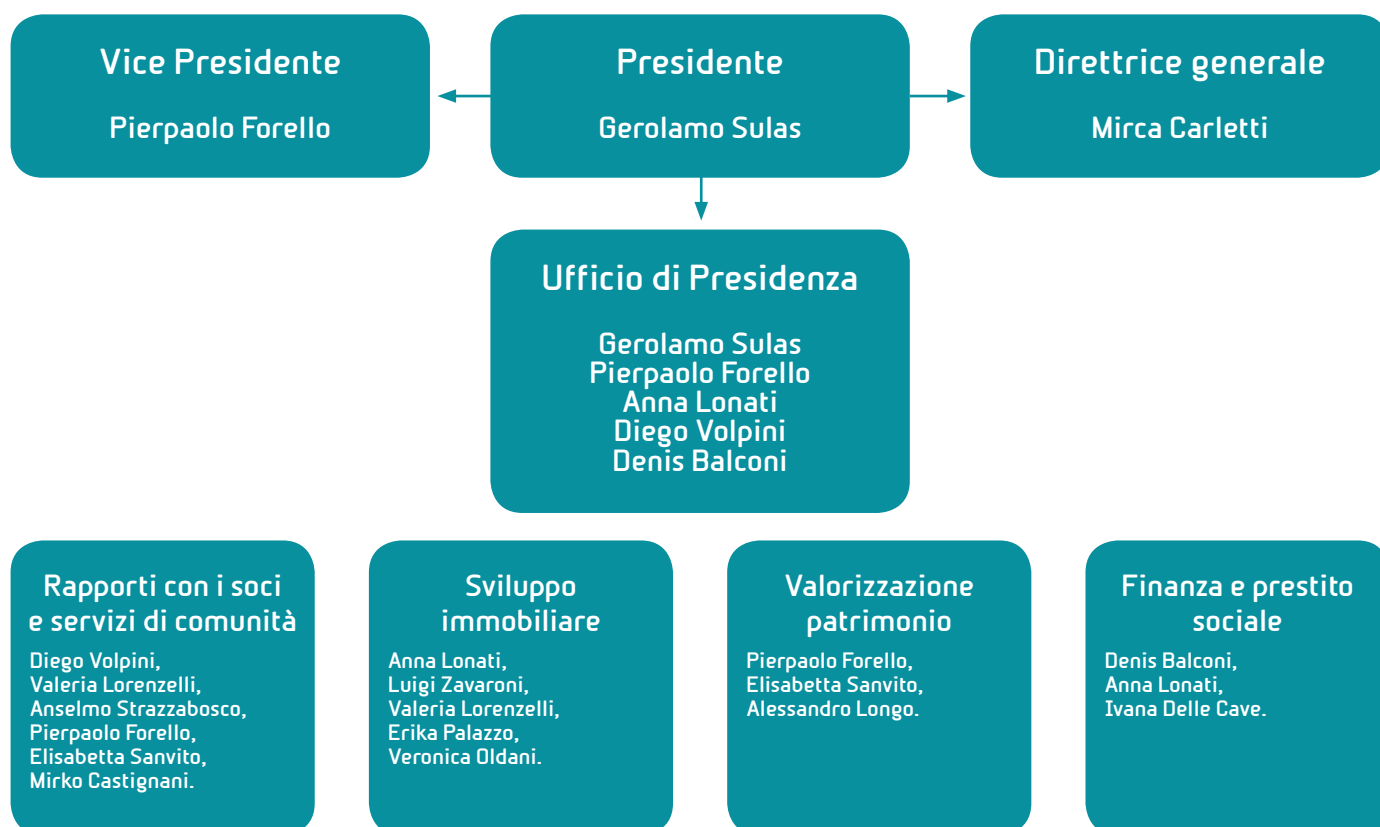 Vice Presidente
Pierpaolo Forello
Presidente
Gerolamo Sulas
Direttrice generale
Mirca Carletti
Ufficio di Presidenza
Gerolamo Sulas
Pierpaolo Forello
Anna Lonati
Diego Volpini
Denis Balconi
Rapporti con i soci
e servizi di comunità
Diego Volpini,
Valeria Lorenzelli,
Anselmo Strazzabosco,
Pierpaolo Forello,
Elisabetta Sanvito,
Mirko Castignani.
Sviluppo
immobiliare
Anna Lonati,
Luigi Zavaroni,
Valeria Lorenzelli,
Erika Palazzo,
Veronica Oldani.
Valorizzazione
patrimonio
Pierpaolo Forello,
Elisabetta Sanvito,
Alessandro Longo.
Finanza e prestito
sociale
Denis Balconi,
Anna Lonati,
Ivana Delle Cave.